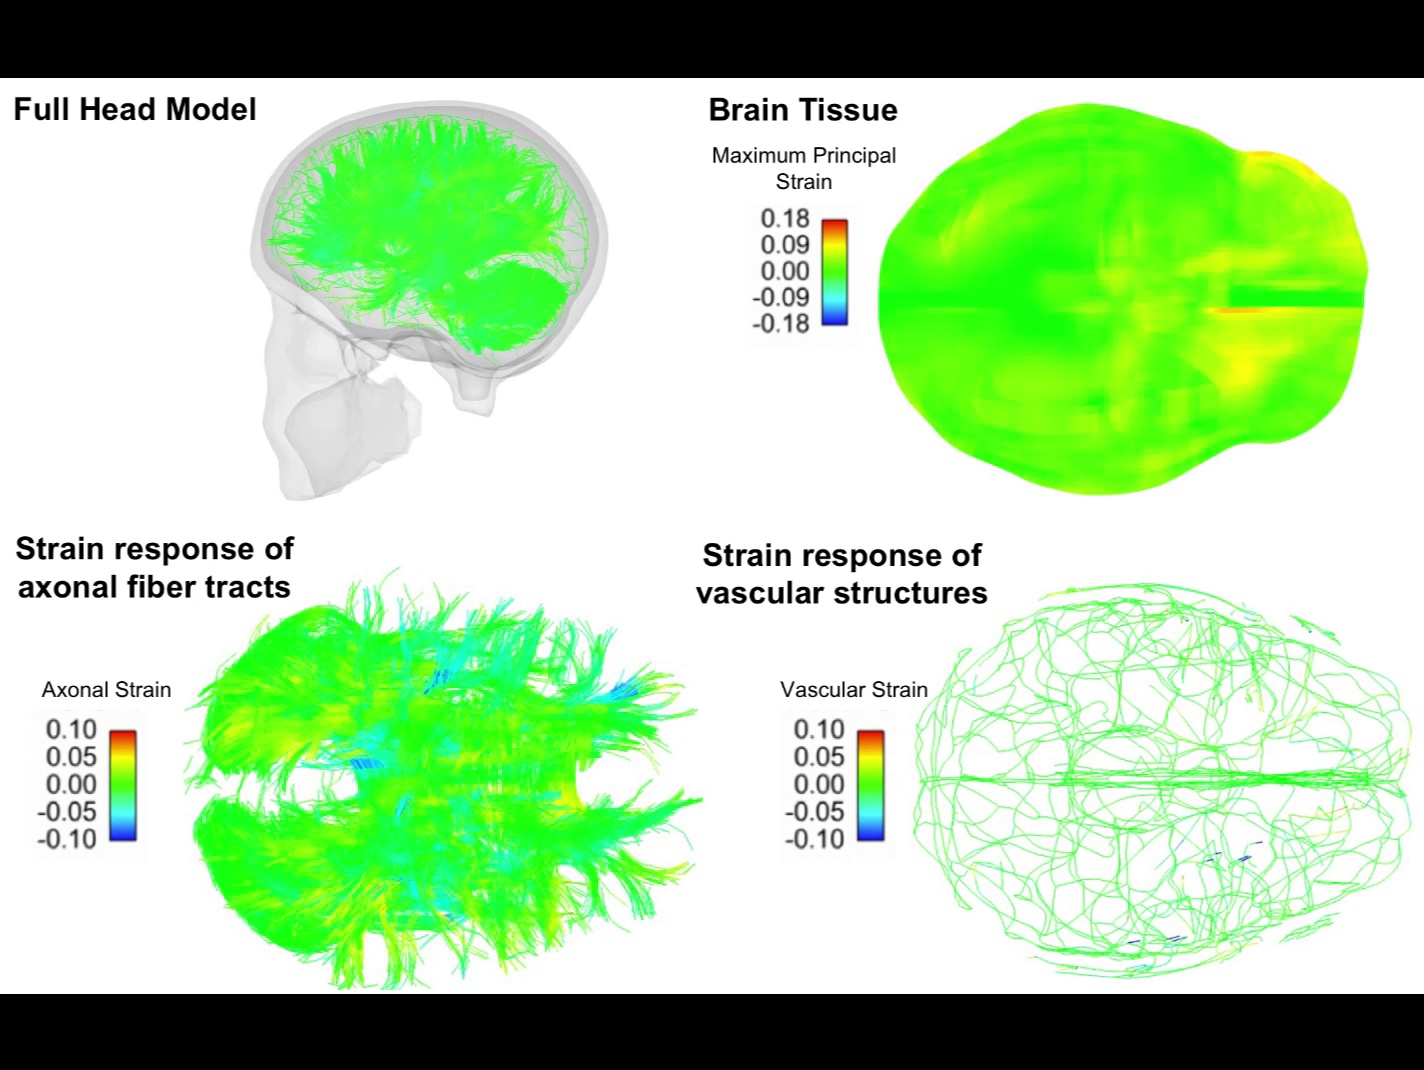 Full Head Model
Brain Tissue
Maximum Principal
Strain
0.18
0.09
0.00
-0.09
-0.18
Strain response of
axonal fiber tracts
Axonal Strain
0.10
0.05
0.00
-0.05
-0.10
Strain response of
vascular structures
Vascular Strain
0.10
0.05
0.00
-0.05
-0.10